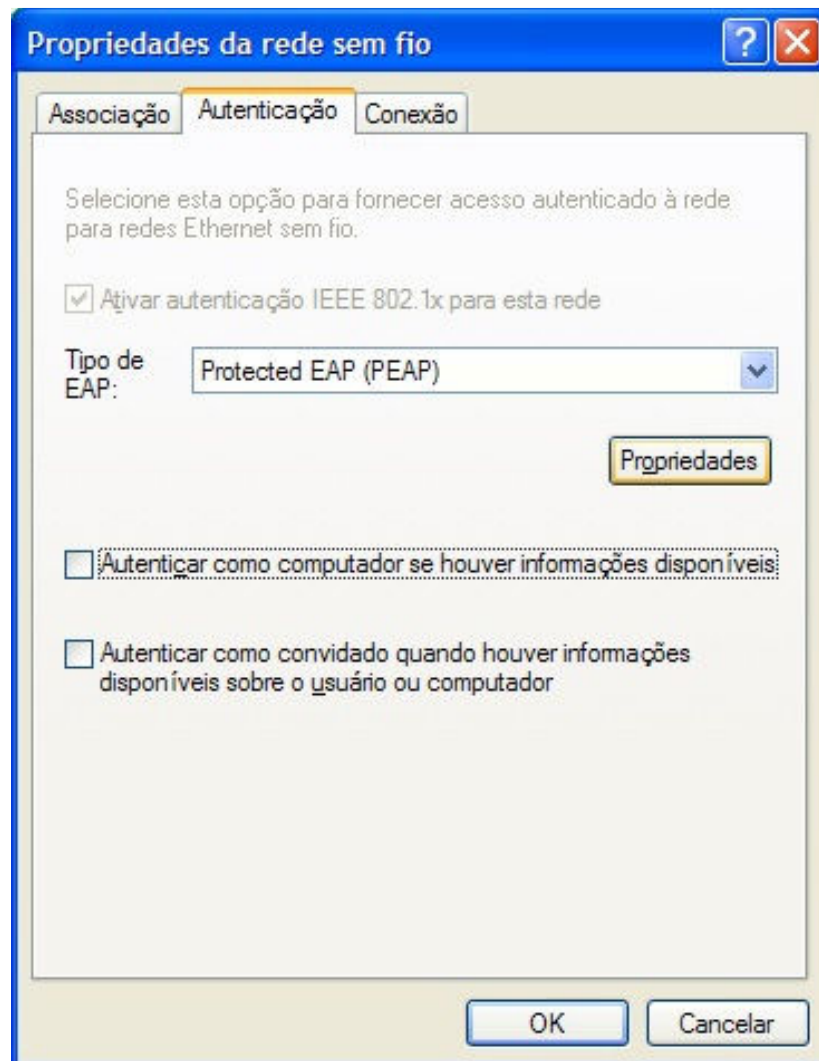 Propriedades da rede sem fio
Associação Autenticação Conexão
Selecione esta opção para fornecer acesso autenticado à rede
para redes Ethernet sem fio.
Ativar autenticação IEEE 802.1x para esta rede
Tipo de
EAP:
Protected EAP (PEAP)
Propriedades
Autenticar como computador se houver informações disponíveis
Autenticar como convidado quando houver informações
disponíveis sobre o usuário ou computador
OK Cancelar